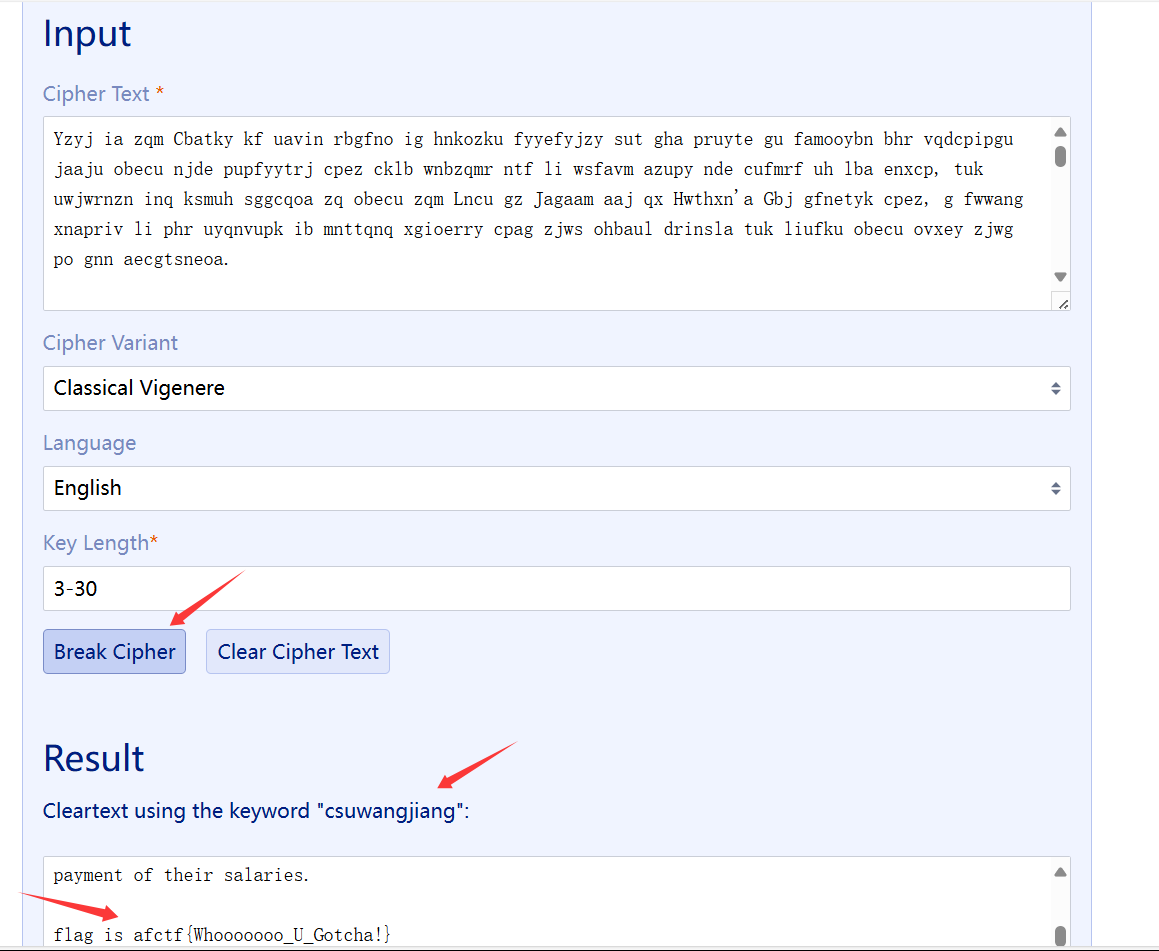 Input
Cipher Text *
Yzyj ia zqm Cbatky kf uavin rbgfno ig hnkozku fyyefyjzy sut gha pruyte gu famooybn bhr vqdcpipgu
jaaju obecu njde pupfyytrj cpez cklb wnbzqmr ntf li wsfavm azupy nde cufmrf uh lba enxcp, tuk
uwjwrnzn inq ksmuh sggcqoa zq obecu zqm Lncu gz Jagaam aaj qx Hwthxn'a Gbj gfnetyk cpez, g fwwang
xnapriv li phr uyqnvupk ib mnttqnq xgioerry cpag zjws ohbaul drinsla tuk liufku obecu ovxey zjwg
po gnn aecgtsneoa.
Cipher Variant
Classical Vigenere
Language
English
Key Length*
3-30
Break Cipher Clear Cipher Text
Result
Cleartext using the keyword "csuwangjiang":
payment of their salaries.
flag is afctf{Whooooooo_U_Gotcha!}